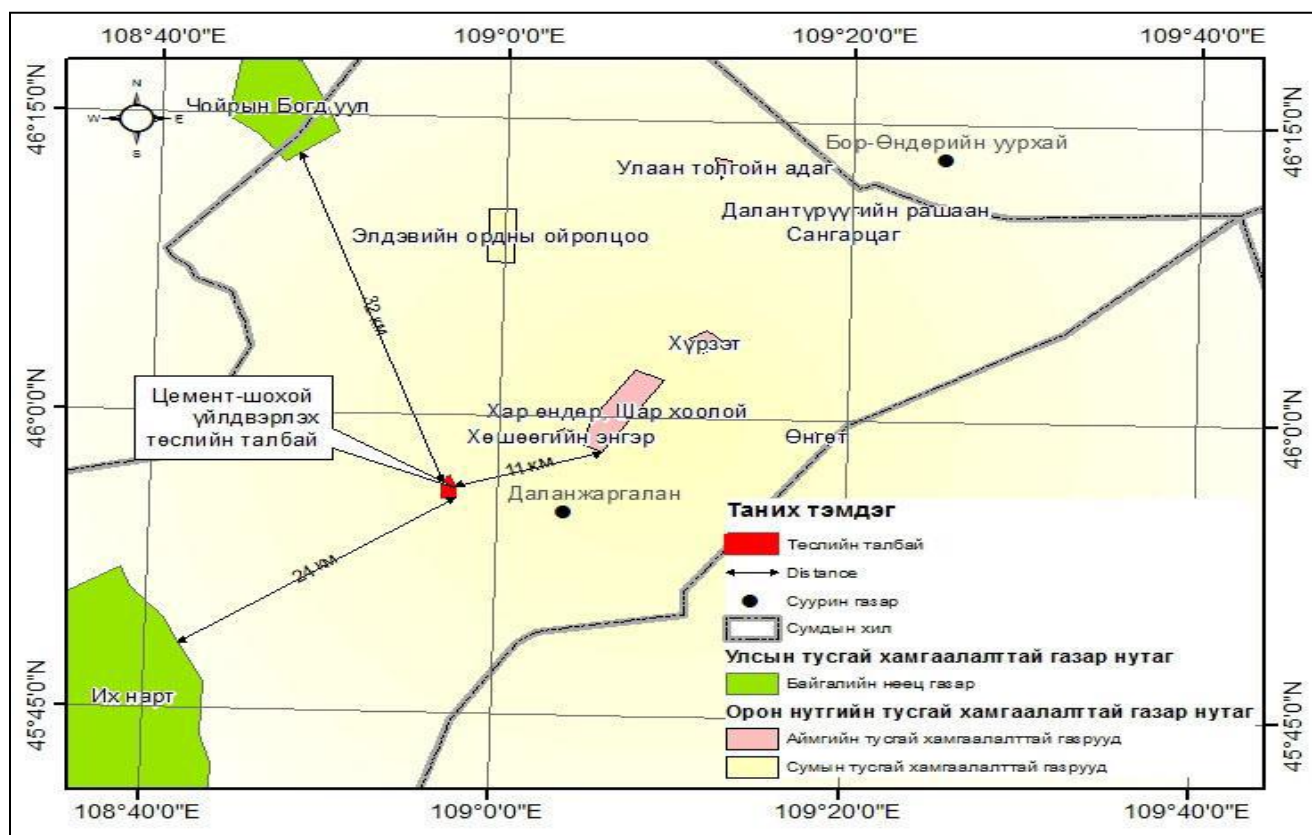 108°40'0"E
109°0'0"E
109°20'0"E
109°40'0"E
46°15'0"N
46°15'0"N
N
W
E
S
Чойрын Богд уул
Бор-Өндөрийн уурхай
Улаан толгойн адаг
Далантүрүүгийн рашаан
Сангарцаг
Элдэвийн ордны ойролцоо
32 км
Хүрзэт
Цемент-шохой
үйлдвэрлэх
төслийн талбай
46°0'0"N
46°0'0"N
Хар өндөр, Шар хоолой
Хөшөөгийн энгэр
Өнгөт
11 км
Даланжаргалан
24 км
Их нарт
Таних тэмдэг
Төслийн талбай
Distance
Суурин газар
Сумдын хил
Улсын тусгай хамгаалалттай газар нутаг
Байгалийн нөөц газар
Орон нутгийн тусгай хамгаалалттай газар нутаг
Аймгийн тусгай хамгаалалттай газрууд
Сумын тусгай хамгаалалттай газрууд
45°45'0"N
45°45'0"N
108°40'0"E
109°0'0"E
109°20'0"E
109°40'0"E